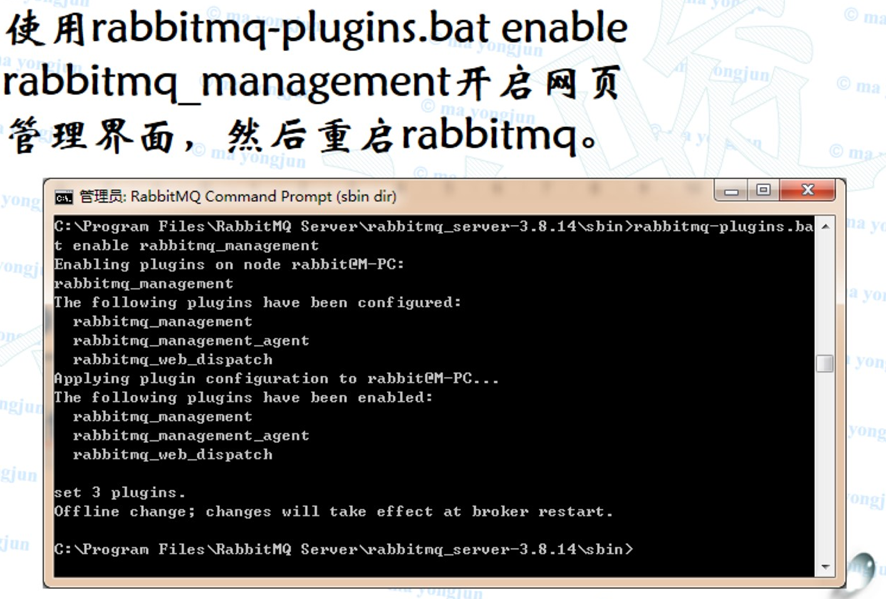 使用rabbitmq-plugins.bat enable
rabbitmq_management开启网页
管理界面，然后重启rabbitmq。
管理员: RabbitMQ Command Prompt (sbin dir)
C:\Program Files\RabbitMQ Server\rabbitmq_server-3.8.14\sbin>rabbitmq-plugins.ba
t enable rabbitmq_management
Enabling plugins on node rabbit@M-PC:
rabbitmq_management
The following plugins have been configured:
  rabbitmq_management
  rabbitmq_management_agent
  rabbitmq_web_dispatch
Applying plugin configuration to rabbit@M-PC...
The following plugins have been enabled:
  rabbitmq_management
  rabbitmq_management_agent
  rabbitmq_web_dispatch
set 3 plugins.
Offline change; changes will take effect at broker restart.
C:\Program Files\RabbitMQ Server\rabbitmq_server-3.8.14\sbin>
© ma yongjun